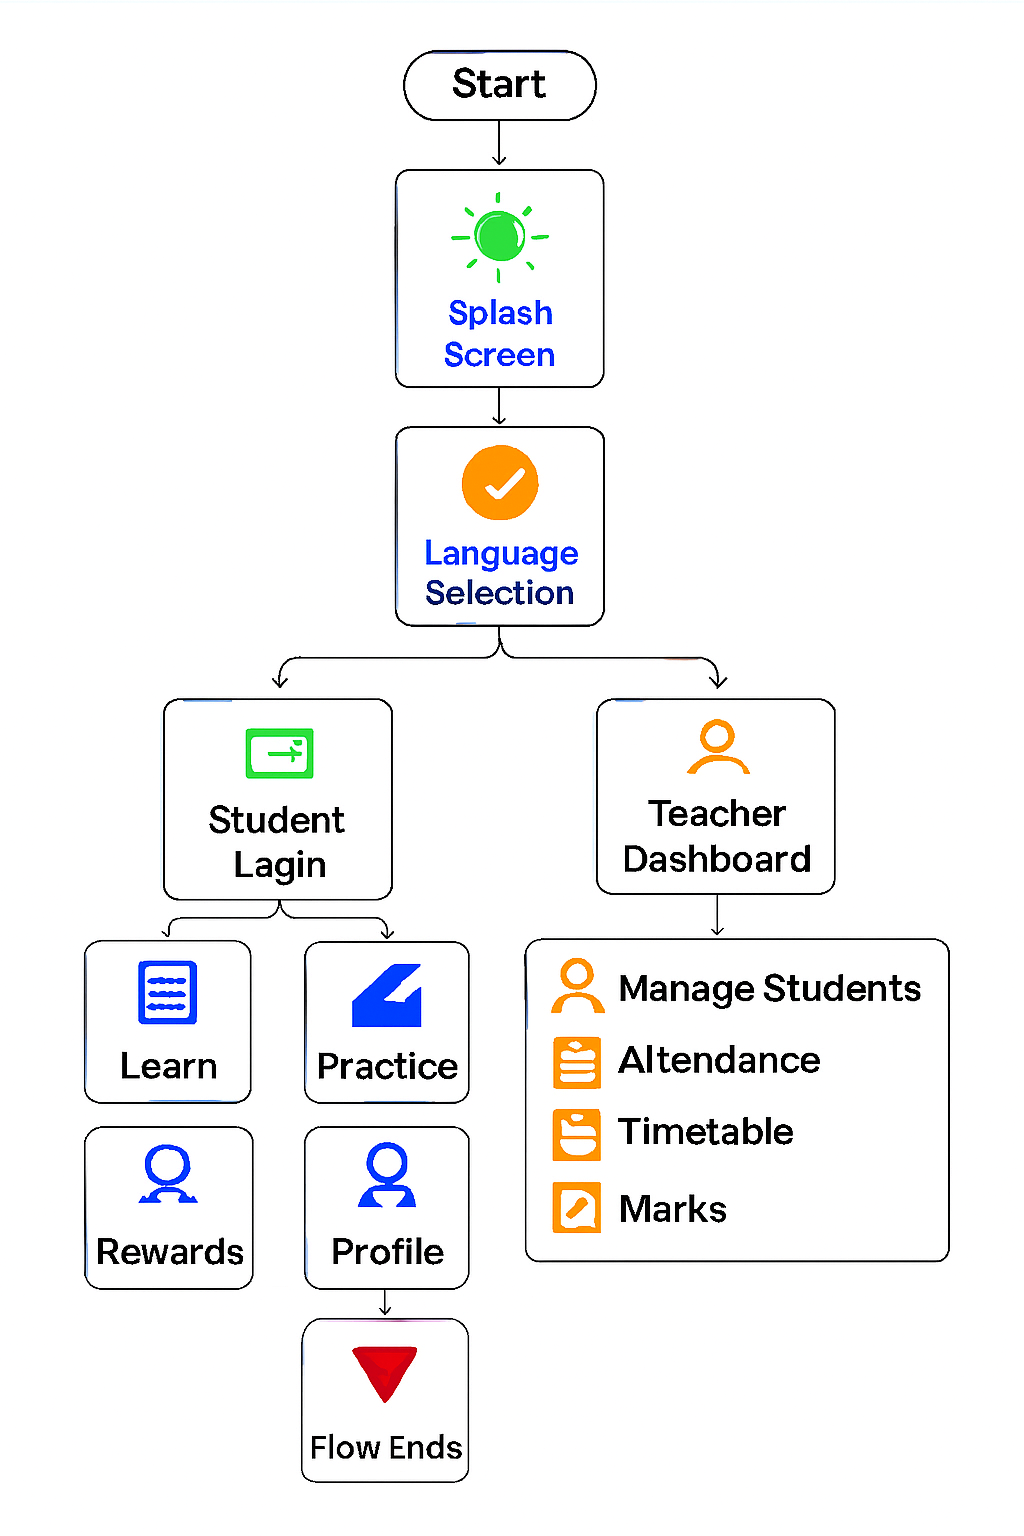 Start
Splash
Screen
Language
Selection
Student
Lagin
Teacher
Dashboard
Learn
Practice
Rewards
Profile
Flow Ends
Manage Students
Altendance
Timetable
Marks